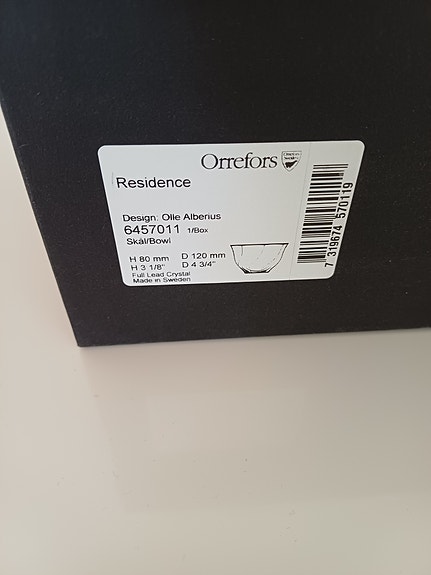 Orrefors
Residence
Design: Olle Alberius
6457011 1/Box
Skål/Bowl
H 80 mm D 120 mm
H 3 1/8" D 4 3/4"
Full Lead Crystal
Made in Sweden
7 319674 570119